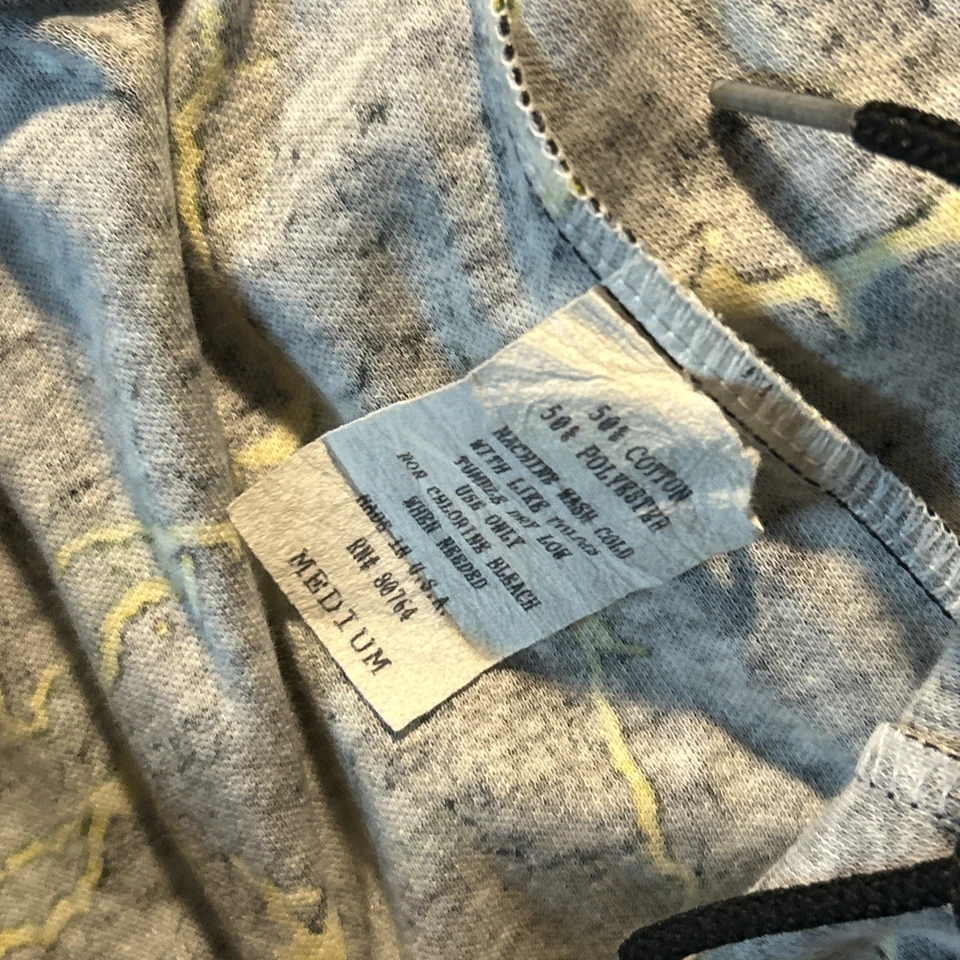 50% COTTON
50% POLYESTER
MACHINE WASH COLD
WITH LIKE COLORS
TUMBLE DRY LOW
USE ONLY
NON CHLORINE BLEACH
WHEN NEEDED
MADE IN U.S.A
RN# 80764
MEDIUM